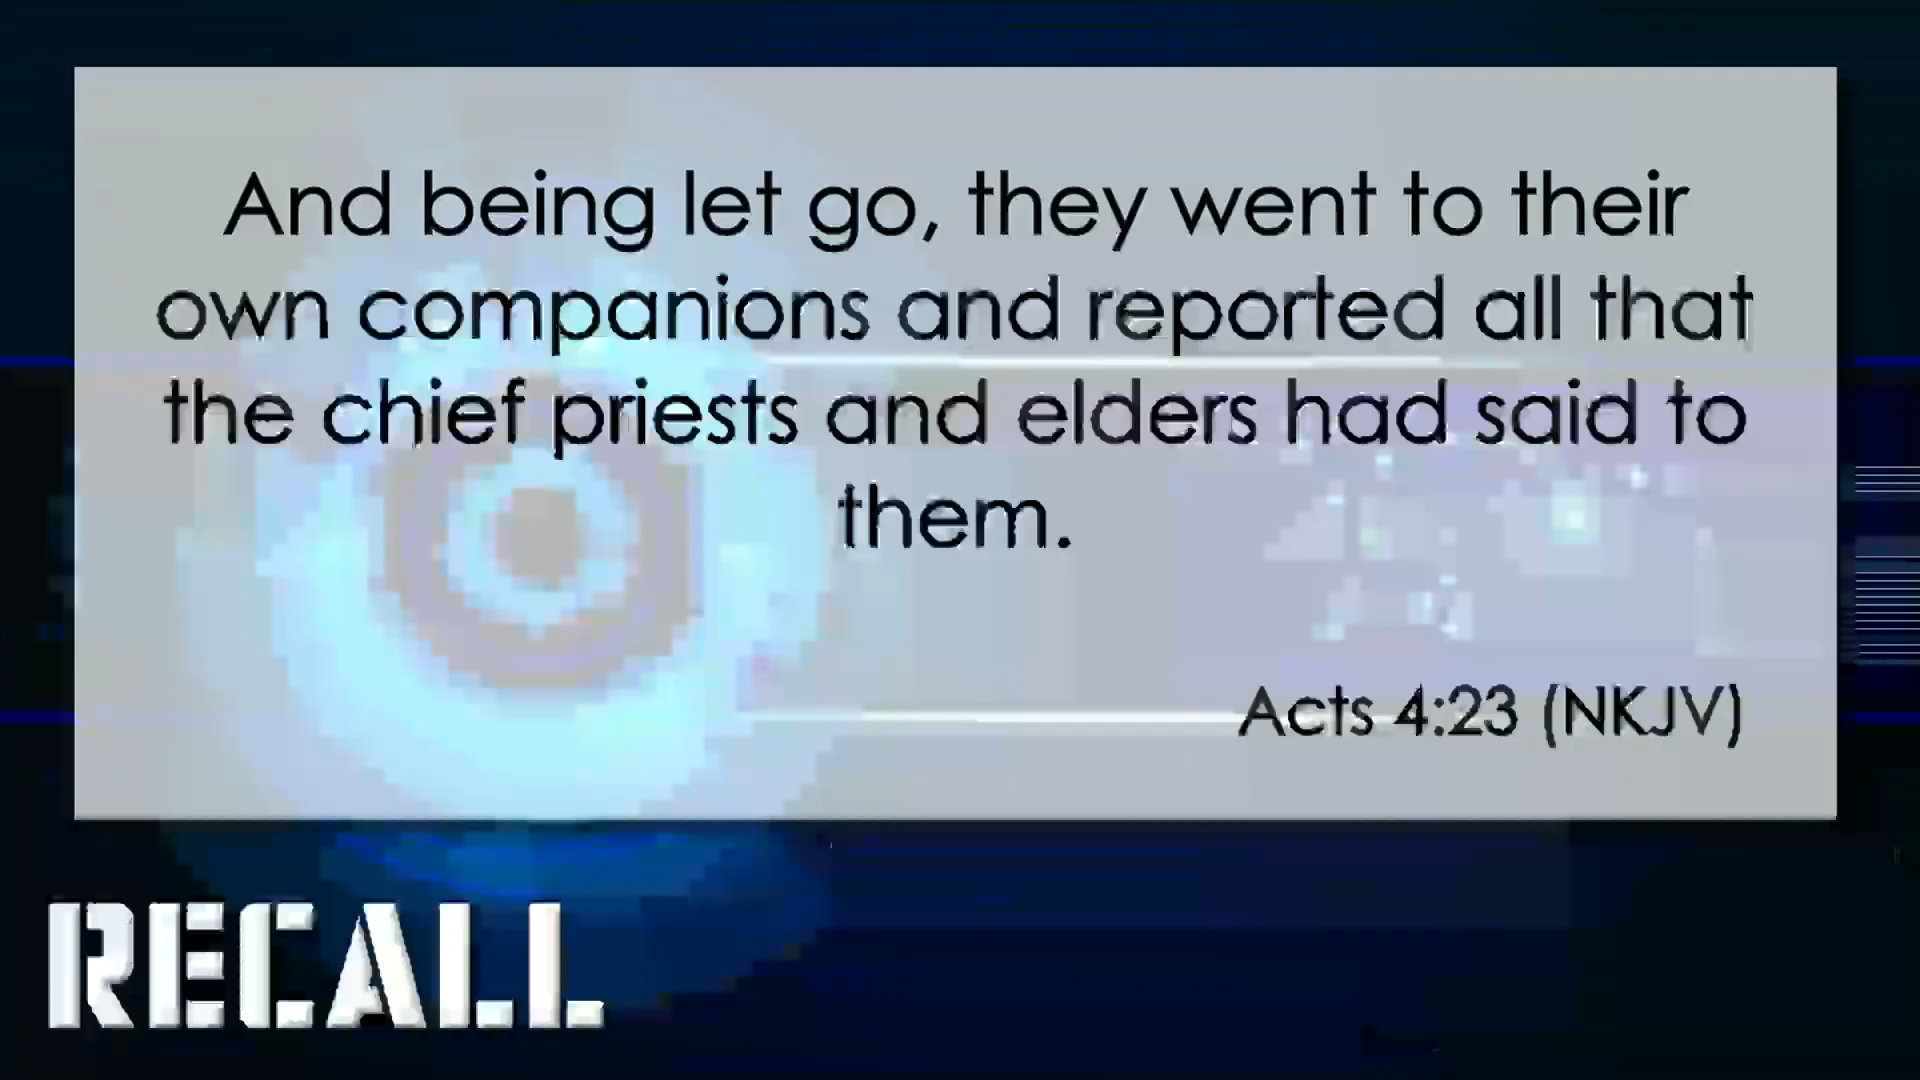 And being let go, they went to their
own companions and reported all that
the chief priests and elders had said to
them.
Acts 4:23 (NKJV)
RECALL